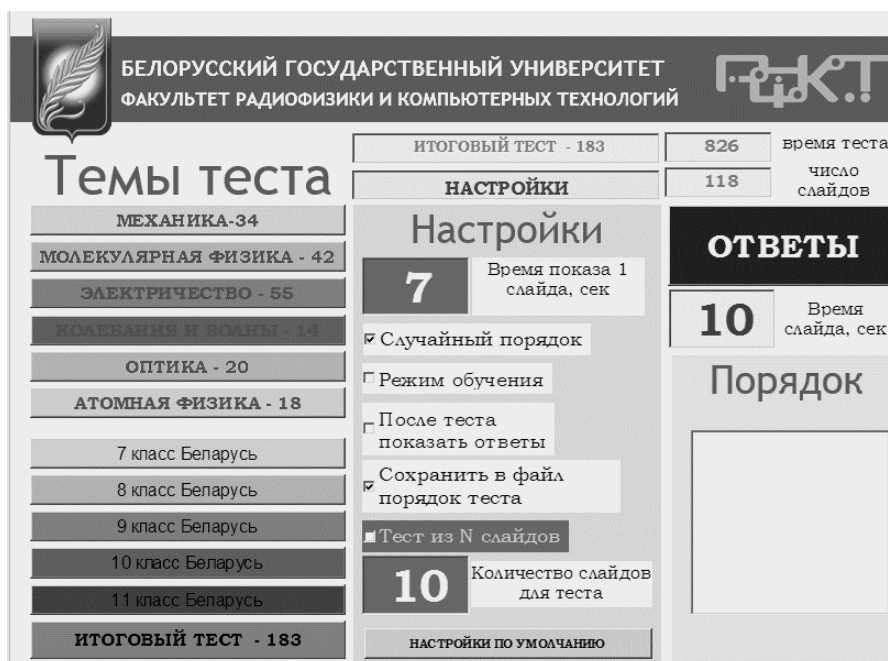 БЕЛОРУССКИЙ ГОСУДАРСТВЕННЫЙ УНИВЕРСИТЕТ
ФАКУЛЬТЕТ РАДИОФИЗИКИ И КОМПЬЮТЕРНЫХ ТЕХНОЛОГИЙ
РФиКТ
Темы теста
МЕХАНИКА-34
МОЛЕКУЛЯРНАЯ ФИЗИКА - 42
ЭЛЕКТРИЧЕСТВО - 55
КОЛЕБАНИЯ И ВОЛНЫ - 14
ОПТИКА - 20
АТОМНАЯ ФИЗИКА - 18
7 класс Беларусь
8 класс Беларусь
9 класс Беларусь
10 класс Беларусь
11 класс Беларусь
ИТОГОВЫЙ ТЕСТ - 183
ИТОГОВЫЙ ТЕСТ - 183
НАСТРОЙКИ
Настройки
7
Время показа 1
слайда, сек
Случайный порядок
Режим обучения
После теста
показать ответы
Сохранить в файл
порядок теста
Тест из N слайдов
10
Количество слайдов
для теста
НАСТРОЙКИ ПО УМОЛЧАНИЮ
826
время теста
118
число
слайдов
ОТВЕТЫ
10
Время
слайда, сек
Порядок